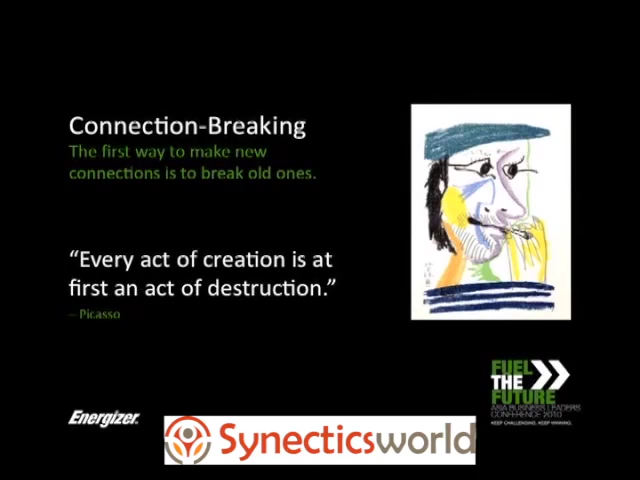 Connection-Breaking
The first way to make new
connections is to break old ones.
“Every act of creation is at
first an act of destruction.”
– Picasso
FUEL
THE
FUTURE
ASIA BUSINESS LEADERS
CONFERENCE 2010
KEEP CHALLENGING. KEEP WINNING.
Energizer.
Synecticsworld